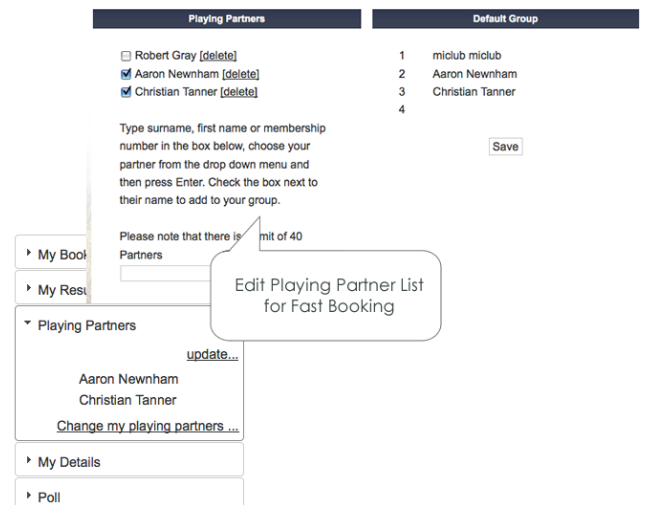 Playing Partners
Default Group
Robert Gray [delete]
Aaron Newnham [delete]
Christian Tanner [delete]
1 miclub miclub
2 Aaron Newnham
3 Christian Tanner
4
Save
Type surname, first name or membership
number in the box below, choose your
partner from the drop down menu and
then press Enter. Check the box next to
their name to add to your group.
Please note that there is mit of 40
Partners
Edit Playing Partner List
for Fast Booking
My Book
My Resu
Playing Partners
update...
Aaron Newnham
Christian Tanner
Change my playing partners ...
My Details
Poll